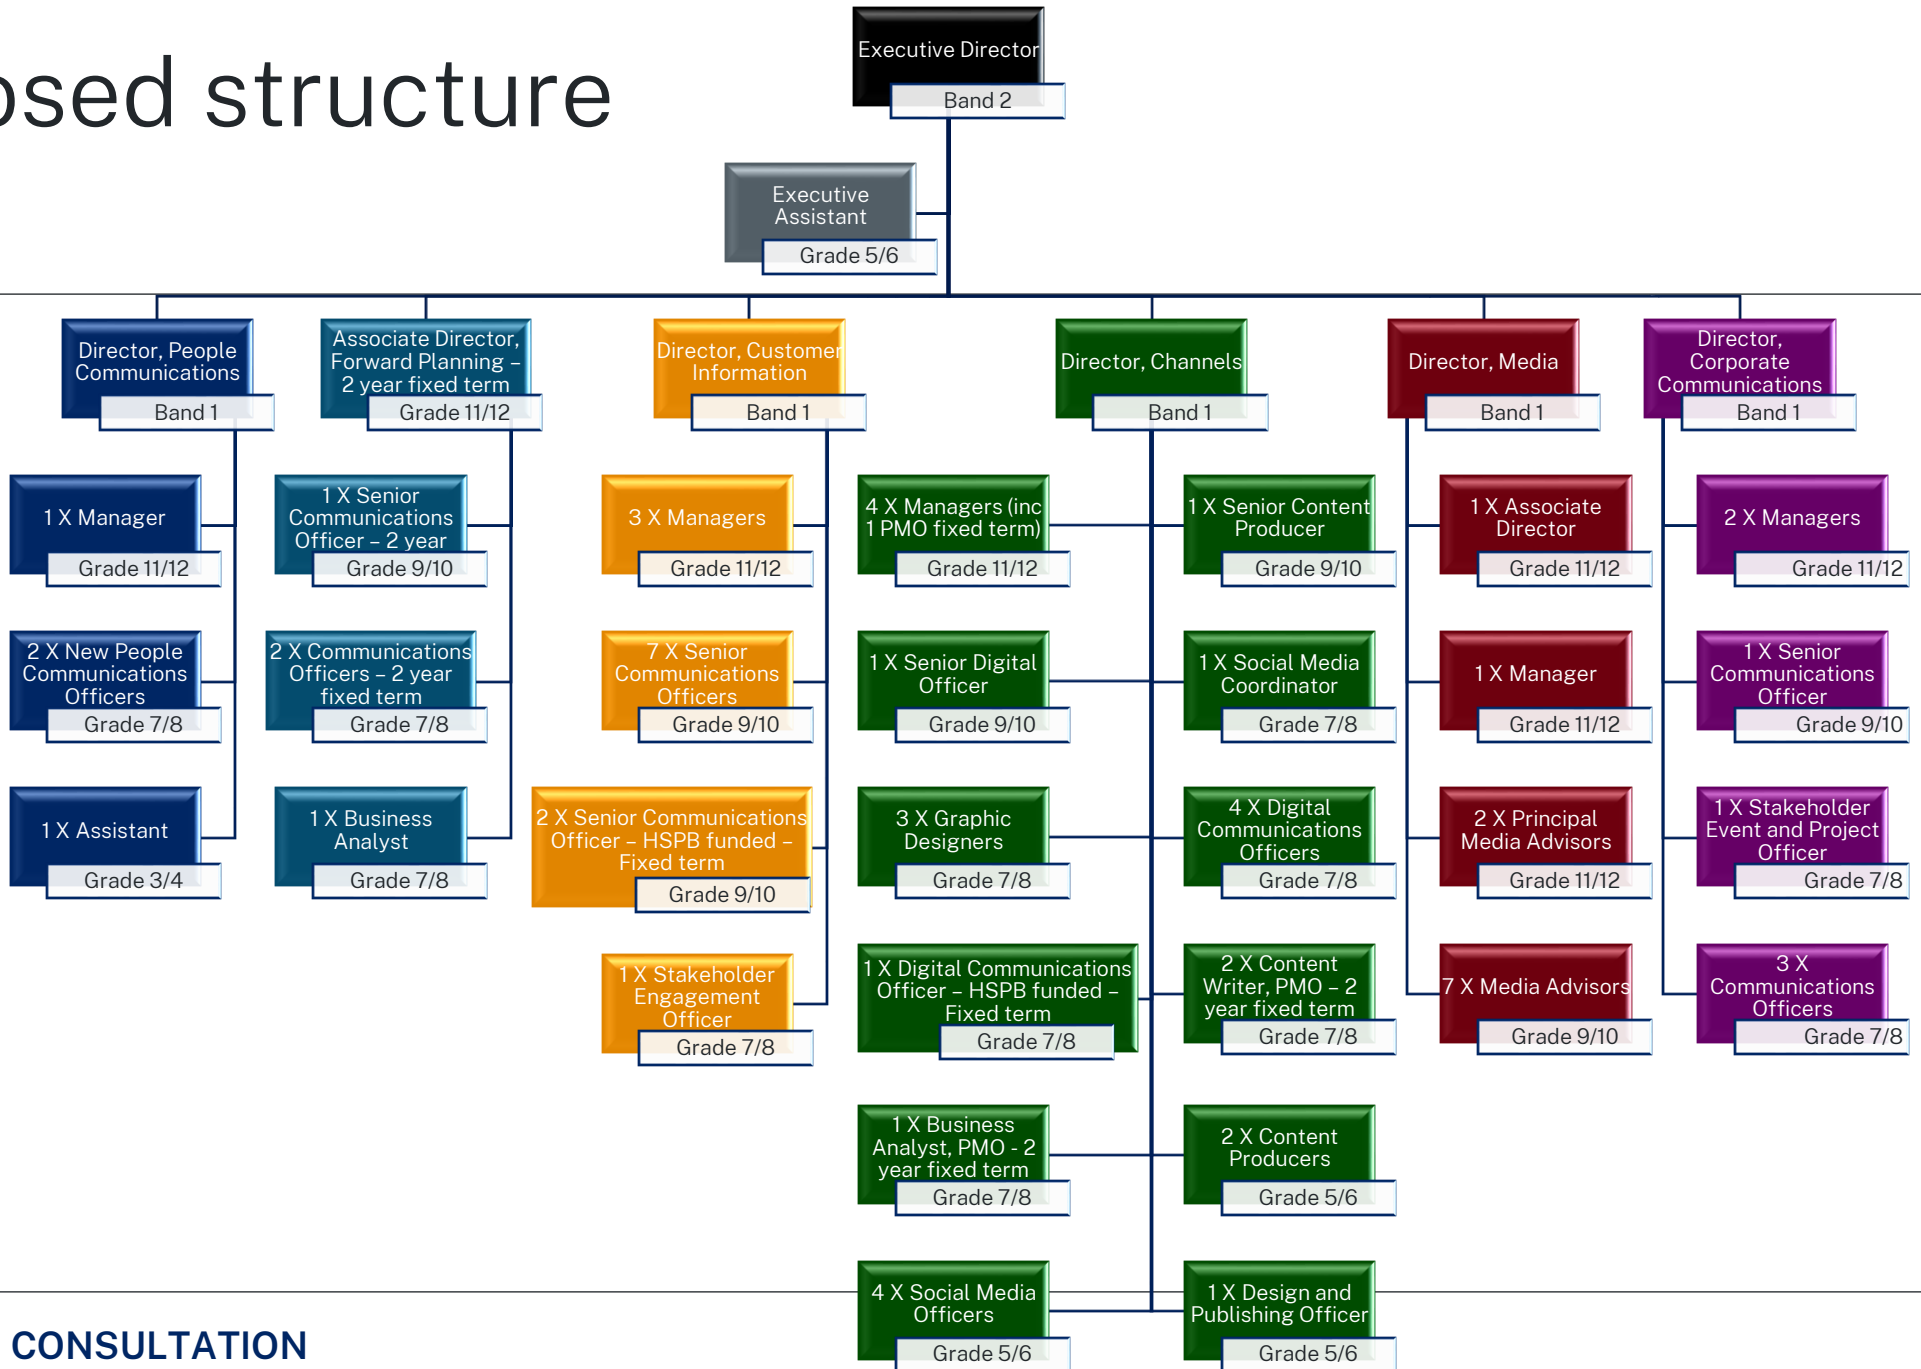 osed structure
Executive Director
Band 2
Executive
Assistant
Grade 5/6
Director, People
Communications
Band 1
1 X Manager
Grade 11/12
2 X New People
Communications
Officers
Grade 7/8
1 X Assistant
Grade 3/4
Associate Director,
Forward Planning –
2 year fixed term
Grade 11/12
1 X Senior
Communications
Officer – 2 year
Grade 9/10
2 X Communications
Officers – 2 year
fixed term
Grade 7/8
1 X Business
Analyst
Grade 7/8
Director, Customer
Information
Band 1
3 X Managers
Grade 11/12
7 X Senior
Communications
Officers
Grade 9/10
2 X Senior Communications
Officer – HSPB funded –
Fixed term
Grade 9/10
1 X Stakeholder
Engagement
Officer
Grade 7/8
Director, Channels
Band 1
4 X Managers (inc
1 PMO fixed term)
Grade 11/12
1 X Senior Content
Producer
Grade 9/10
1 X Senior Digital
Officer
Grade 9/10
1 X Social Media
Coordinator
Grade 7/8
3 X Graphic
Designers
Grade 7/8
4 X Digital
Communications
Officers
Grade 7/8
1 X Digital Communications
Officer – HSPB funded –
Fixed term
Grade 7/8
2 X Content
Writer, PMO – 2
year fixed term
Grade 7/8
1 X Business
Analyst, PMO - 2
year fixed term
Grade 7/8
2 X Content
Producers
Grade 5/6
4 X Social Media
Officers
Grade 5/6
1 X Design and
Publishing Officer
Grade 5/6
Director, Media
Band 1
1 X Associate
Director
Grade 11/12
1 X Manager
Grade 11/12
2 X Principal
Media Advisors
Grade 11/12
7 X Media Advisors
Grade 9/10
Director,
Corporate
Communications
Band 1
2 X Managers
Grade 11/12
1 X Senior
Communications
Officer
Grade 9/10
1 X Stakeholder
Event and Project
Officer
Grade 7/8
3 X
Communications
Officers
Grade 7/8
CONSULTATION